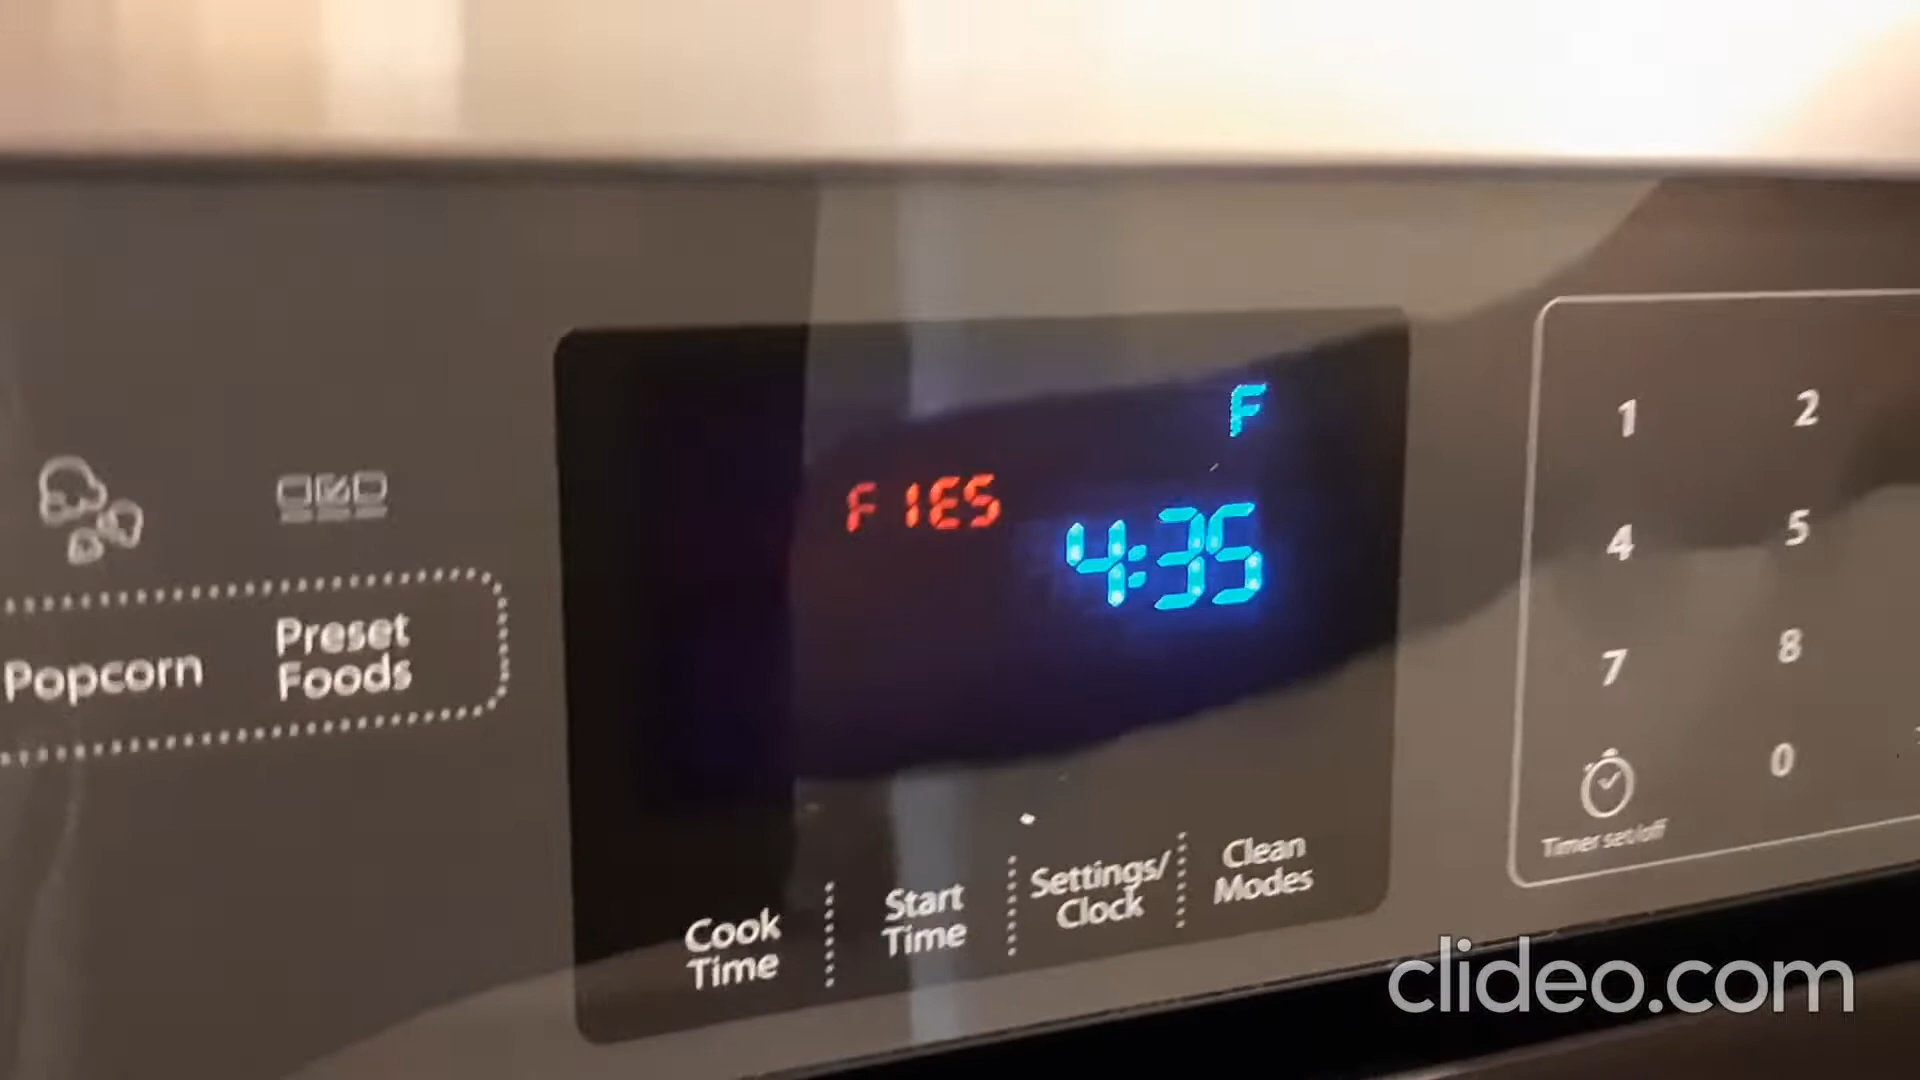 F
F1E5
4:35
Popcorn
Preset
Foods
Cook
Time
Start
Time
Settings/
Clock
Clean
Modes
1
2
4
5
7
8
0
Timer set/off
clideo.com